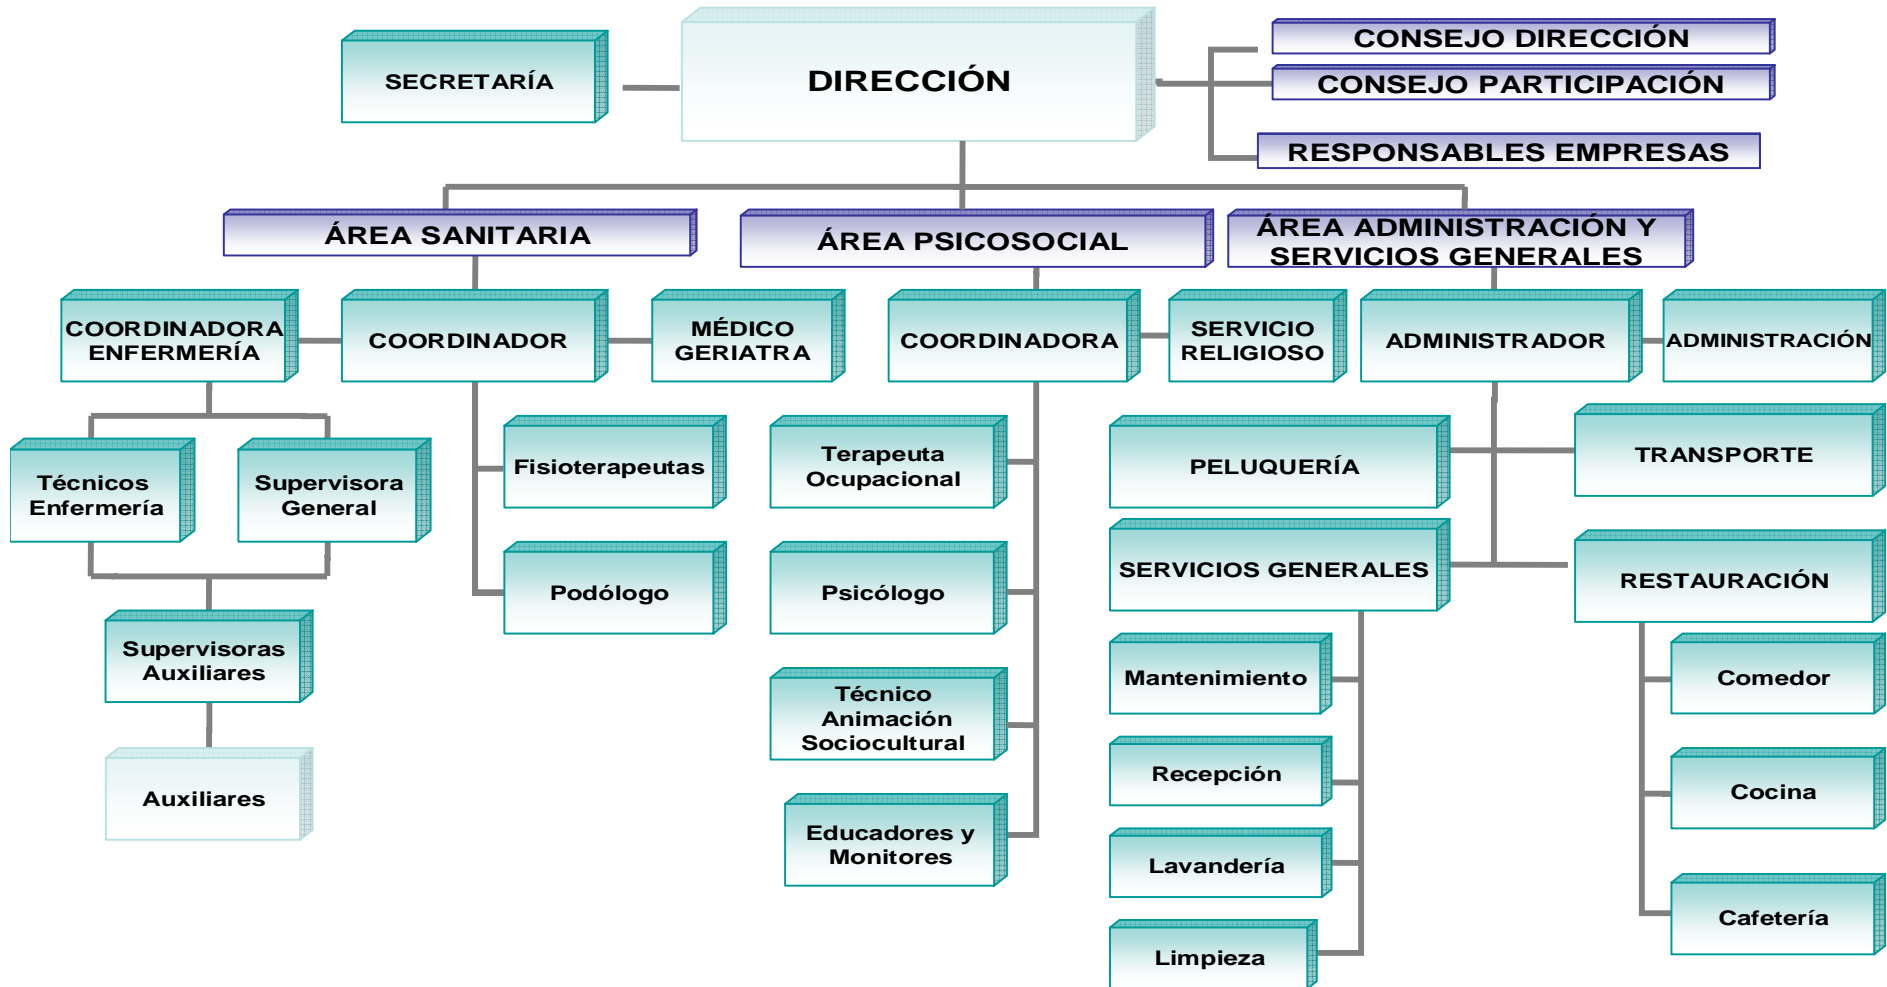 SECRETARÍA
DIRECCIÓN
CONSEJO DIRECCIÓN
CONSEJO PARTICIPACIÓN
RESPONSABLES EMPRESAS
ÁREA SANITARIA
ÁREA PSICOSOCIAL
ÁREA ADMINISTRACIÓN Y
SERVICIOS GENERALES
COORDINADORA
ENFERMERÍA
COORDINADOR
MÉDICO
GERIATRA
COORDINADORA
SERVICIO
RELIGIOSO
ADMINISTRADOR
ADMINISTRACIÓN
Técnicos
Enfermería
Supervisora
General
Fisioterapeutas
Terapeuta
Ocupacional
PELUQUERÍA
TRANSPORTE
Podólogo
Psicólogo
SERVICIOS GENERALES
RESTAURACIÓN
Supervisoras
Auxiliares
Técnico
Animación
Sociocultural
Mantenimiento
Comedor
Auxiliares
Educadores y
Monitores
Recepción
Cocina
Lavandería
Cafetería
Limpieza